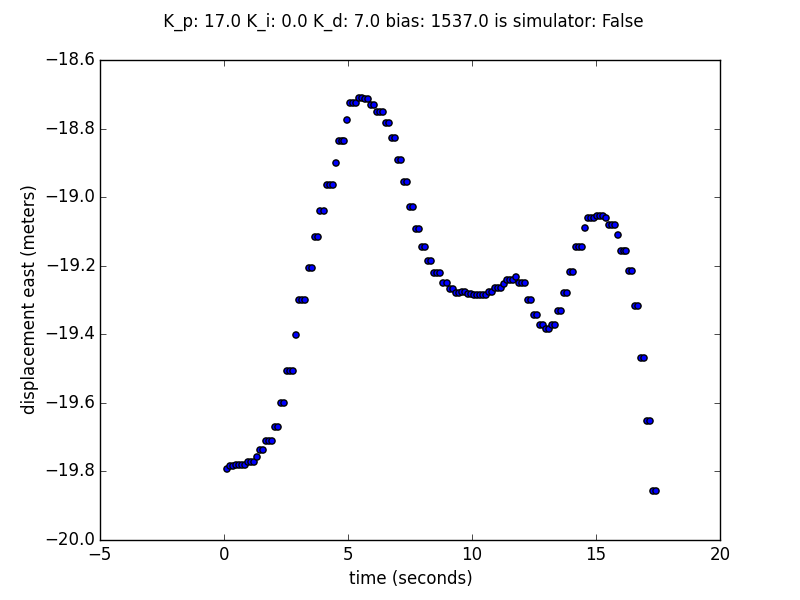 K_p: 17.0 K_i: 0.0 K_d: 7.0 bias: 1537.0 is simulator: False
−18.6
−18.8
−19.0
−19.2
−19.4
−19.6
−19.8
−20.0
displacement east (meters)
−5 0 5 10 15 20
time (seconds)